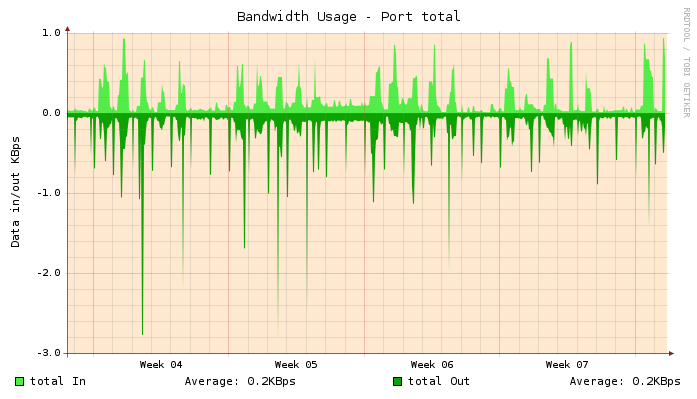 Bandwidth Usage - Port total
RRDTOOL / TOBI OETIKER
Data in/out KBps
1.0
0.0
-1.0
-2.0
-3.0
Week 04 Week 05 Week 06 Week 07
total In Average: 0.2KBps total Out Average: 0.2KBps